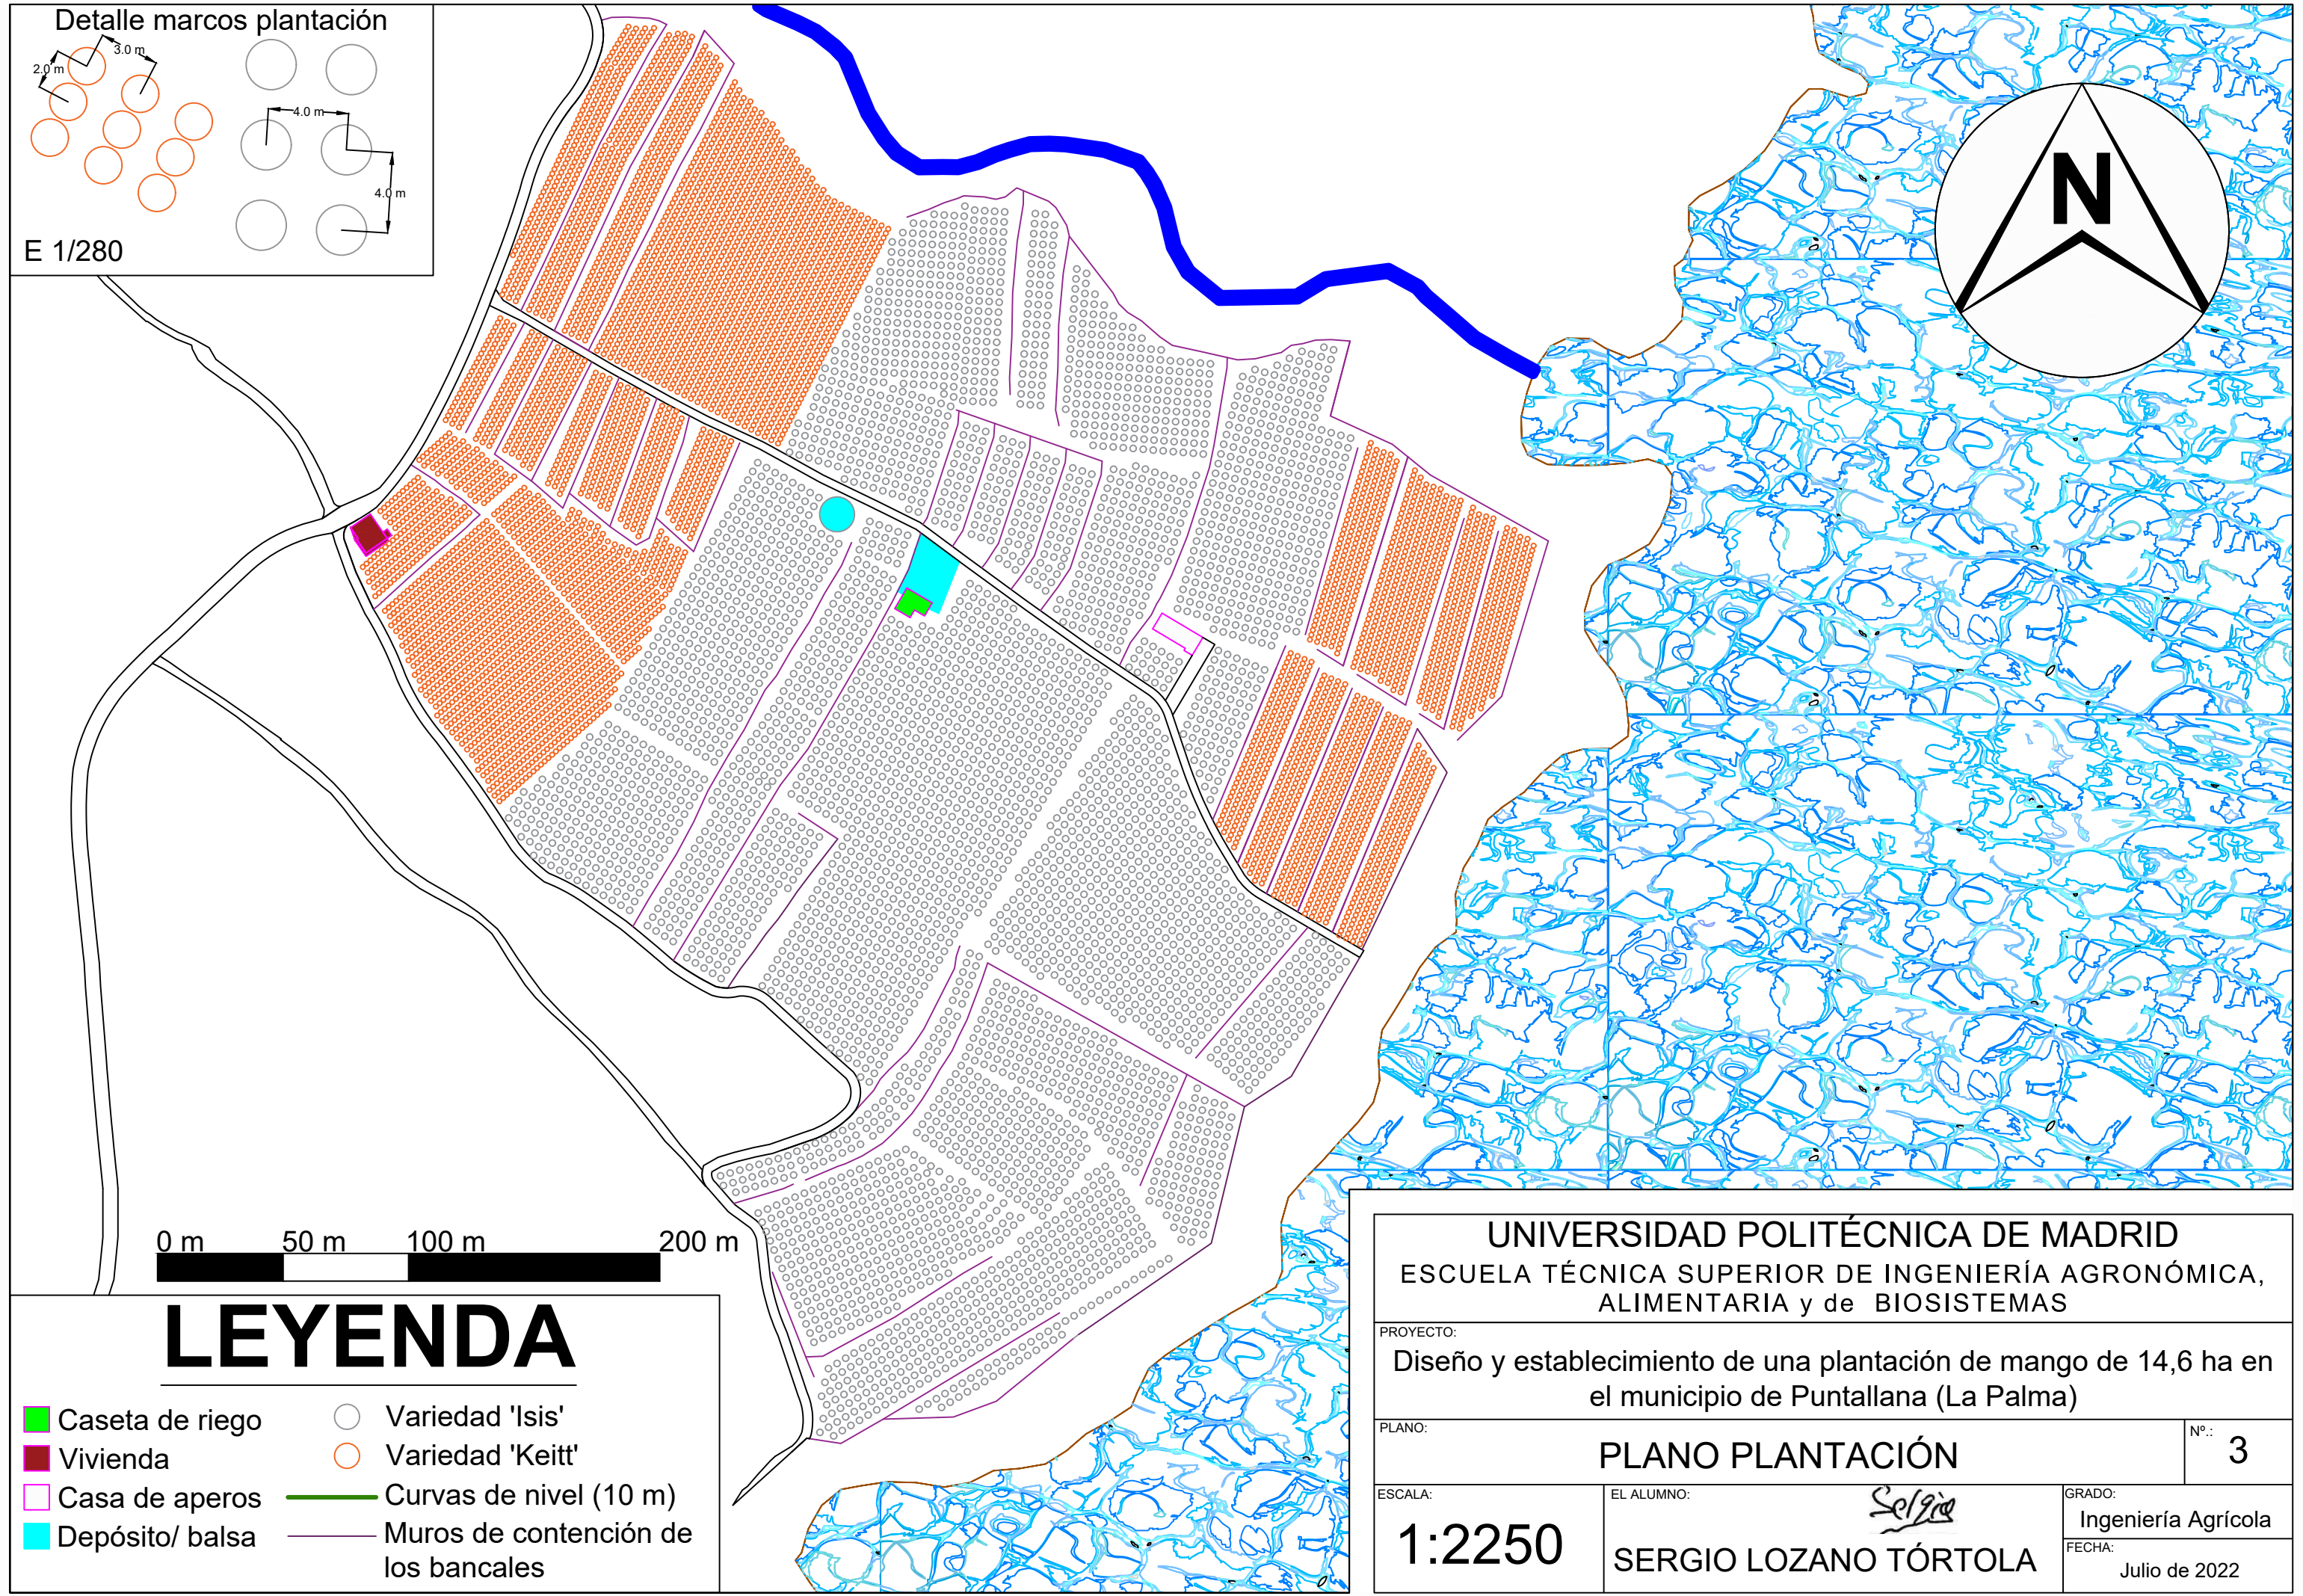 Detalle marcos plantación
3.0 m
2.0 m
4.0 m
4.0 m
E 1/280
N
0 m 50 m 100 m 200 m
LEYENDA
Caseta de riego
Vivienda
Casa de aperos
Depósito/ balsa
Variedad 'Isis'
Variedad 'Keitt'
Curvas de nivel (10 m)
Muros de contención de
los bancales
UNIVERSIDAD POLITÉCNICA DE MADRID
ESCUELA TÉCNICA SUPERIOR DE INGENIERÍA AGRONÓMICA,
ALIMENTARIA y de BIOSISTEMAS
PROYECTO:
Diseño y establecimiento de una plantación de mango de 14,6 ha en
el municipio de Puntallana (La Palma)
PLANO:
PLANO PLANTACIÓN
Nº.:
3
ESCALA:
1:2250
EL ALUMNO:
Sergio
SERGIO LOZANO TÓRTOLA
GRADO:
Ingeniería Agrícola
FECHA:
Julio de 2022